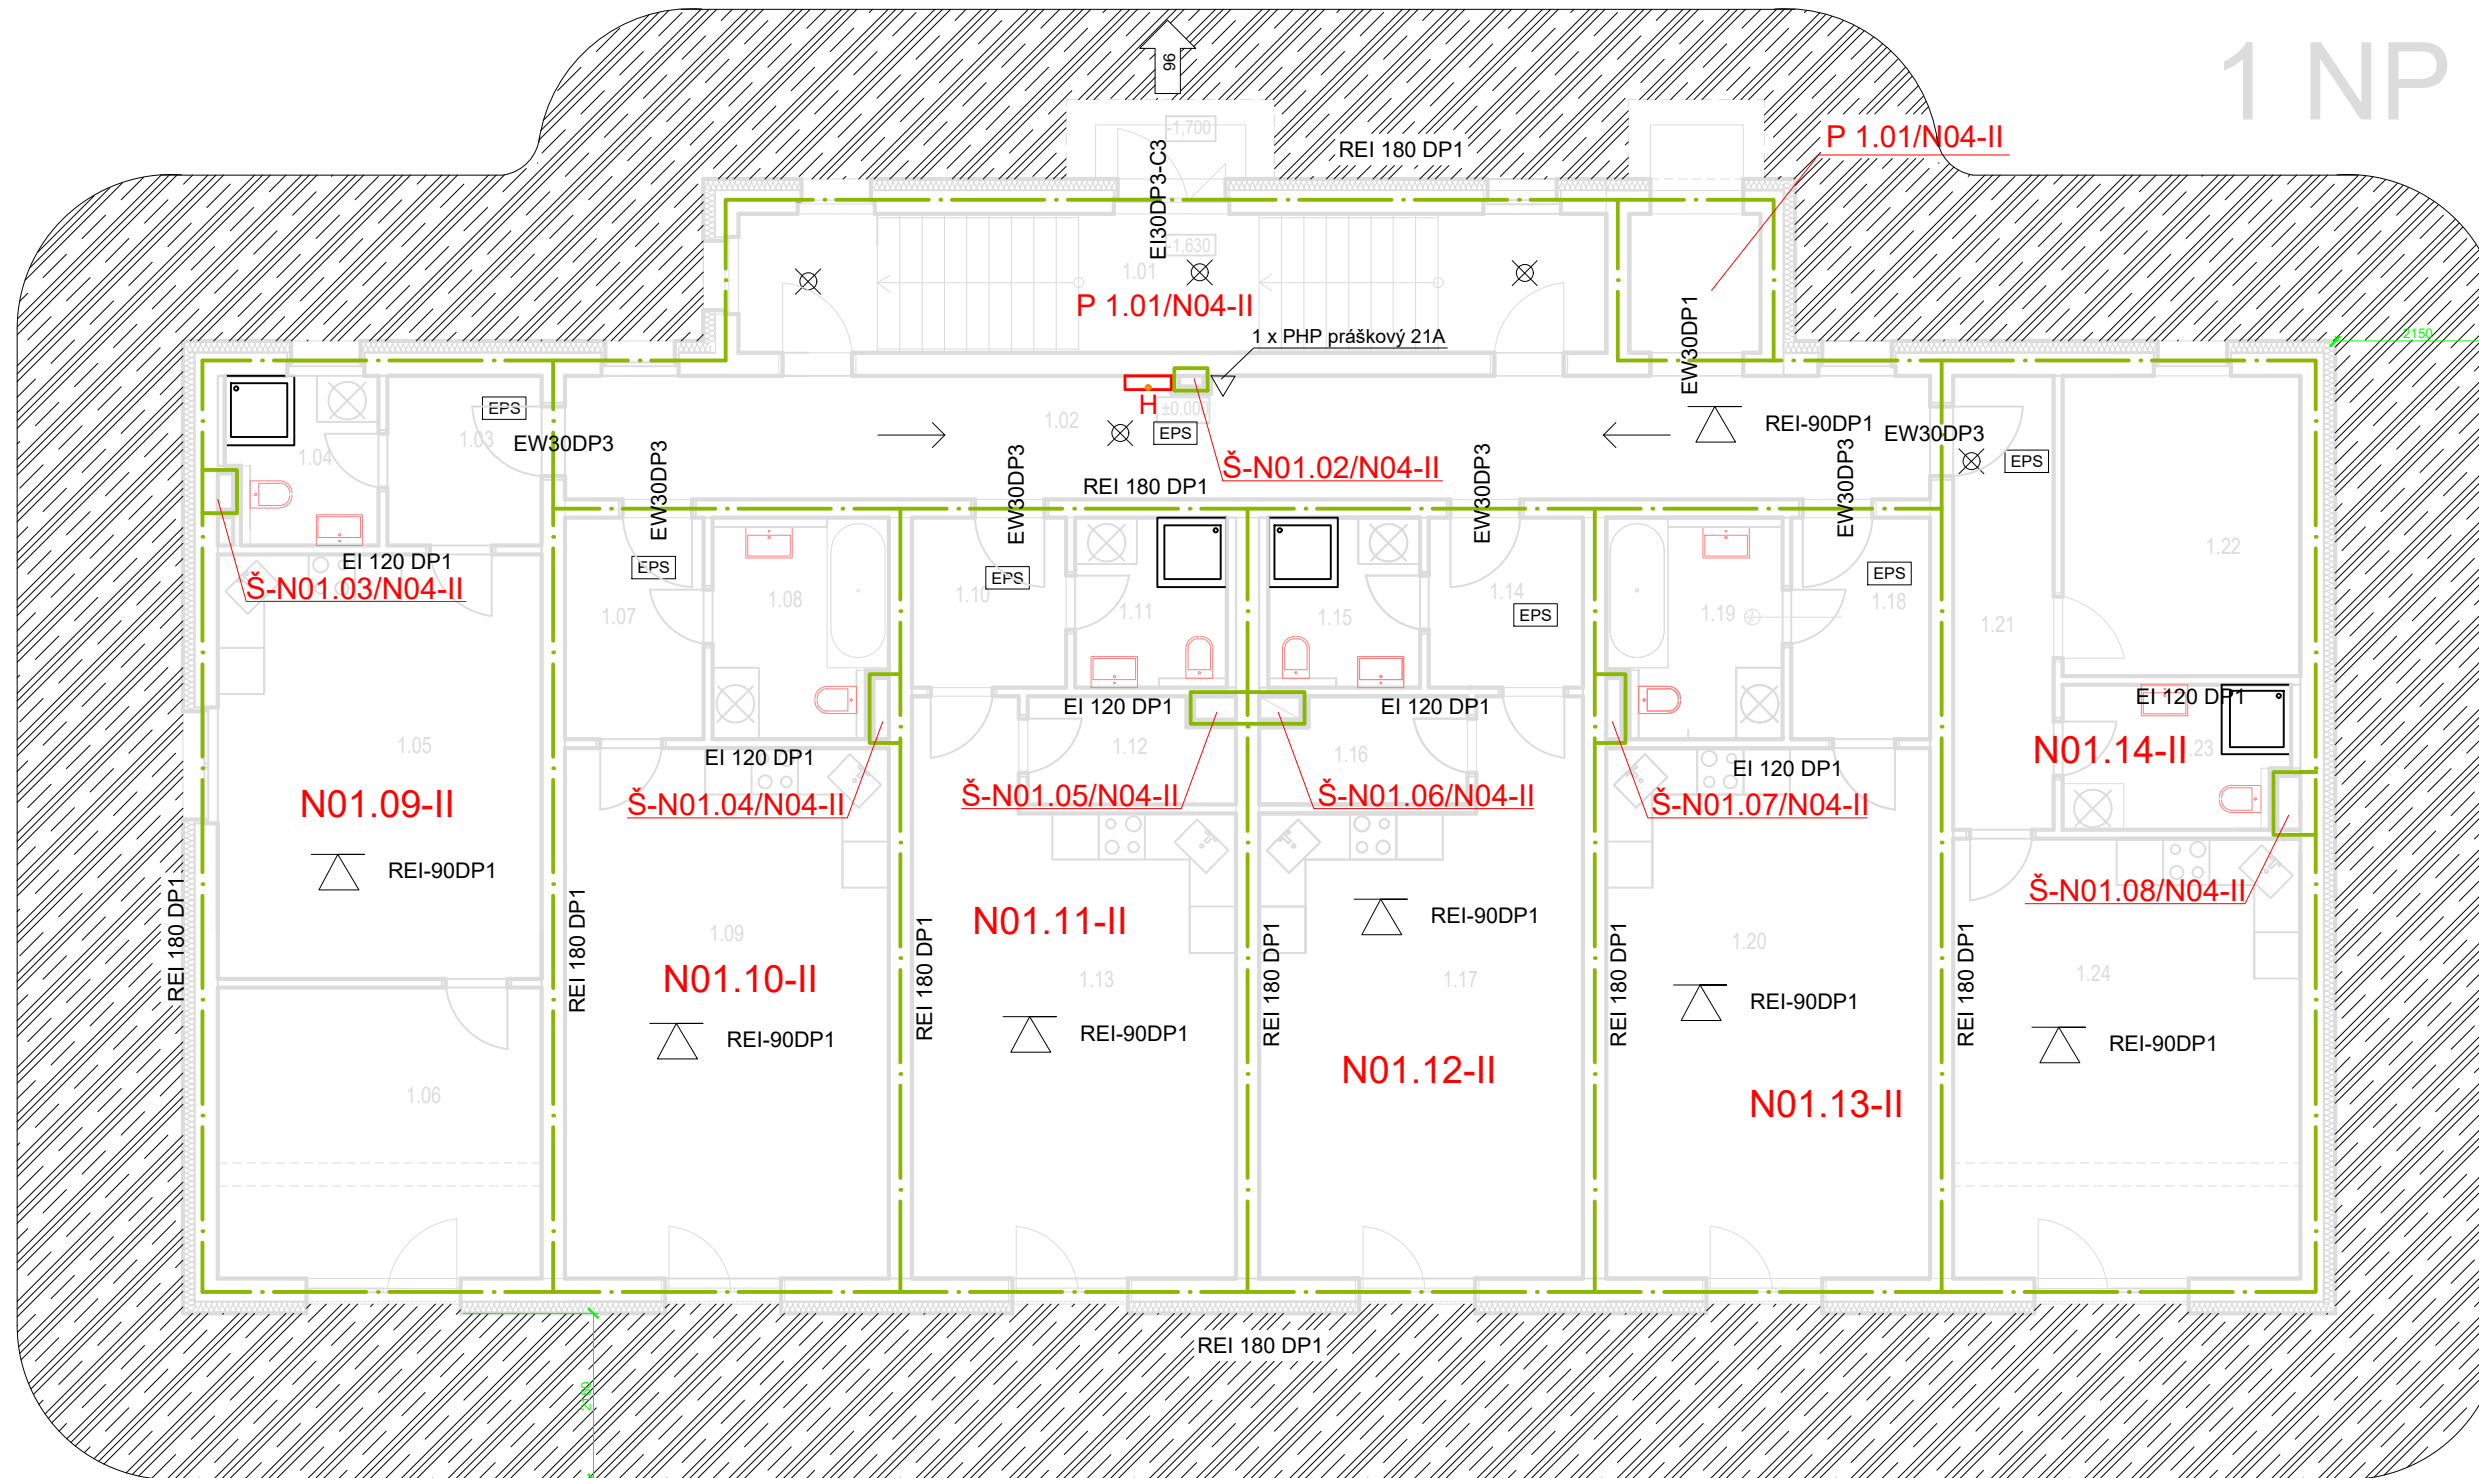 1 NP
96
-1,700
REI 180 DP1
P 1.01/N04-II
EI30DP3-C3
-1,630
1.01
P 1.01/N04-II
EW30DP1
1 x PHP práškový 21A
2150
H
±0,000
1.02
EPS
REI-90DP1
EPS
1.03
EW30DP3
1.04
EW30DP3
EPS
EW30DP3
EW30DP3
EW30DP3
EW30DP3
Š-N01.02/N04-II
REI 180 DP1
EI 120 DP1
Š-N01.03/N04-II
EPS
EPS
EPS
EPS
1.07
1.08
1.10
1.11
1.15
1.14
1.19
1.18
1.21
1.22
EI 120 DP1
EI 120 DP1
EI 120 DP1
1.05
EI 120 DP1
1.12
1.16
EI 120 DP1
N01.14-II
1.23
N01.09-II
Š-N01.04/N04-II
Š-N01.05/N04-II
Š-N01.06/N04-II
Š-N01.07/N04-II
REI-90DP1
Š-N01.08/N04-II
REI 180 DP1
REI 180 DP1
REI 180 DP1
REI 180 DP1
REI 180 DP1
REI 180 DP1
N01.11-II
REI-90DP1
1.09
1.20
N01.10-II
1.13
1.17
1.24
REI-90DP1
REI-90DP1
REI-90DP1
REI-90DP1
N01.12-II
1.06
N01.13-II
REI 180 DP1